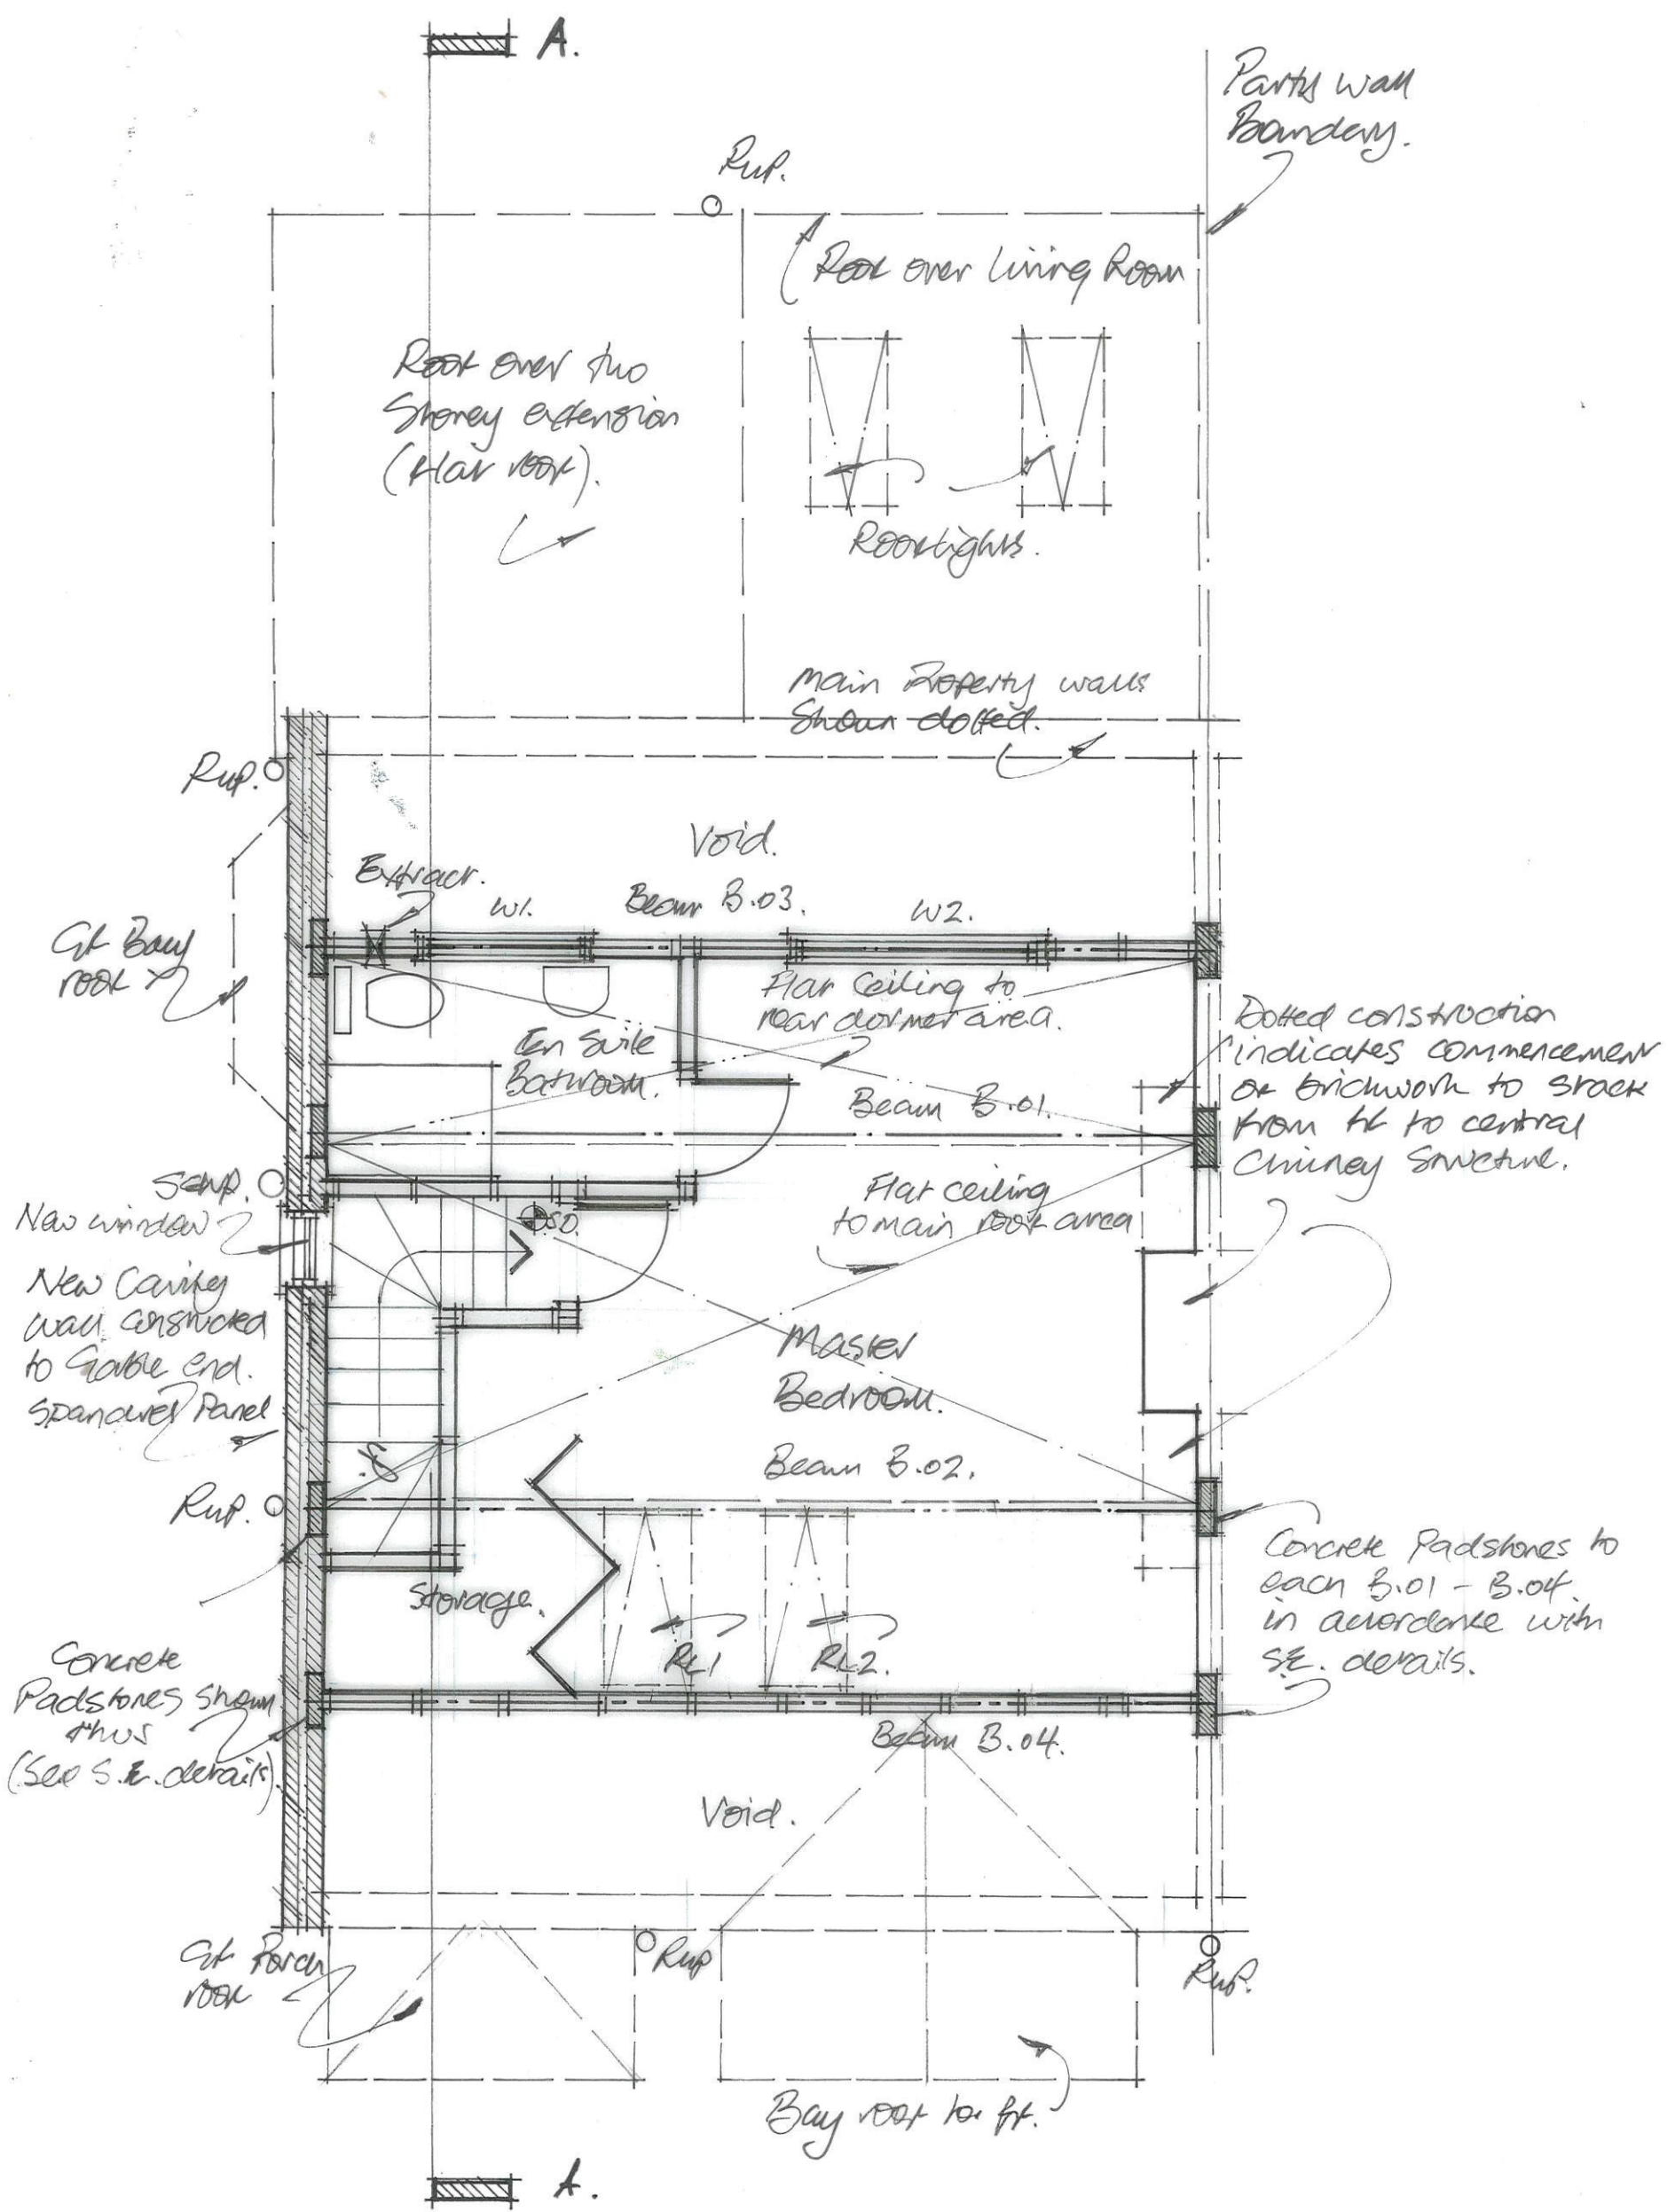 A.
Party wall
Boundary.
RWP.
Roof over living Room
Roof over two
Storey extension
(flat roof).
Rooflights.
Main Property walls
Shown dotted.
RWP.
Void.
Extract.
W1.
Beam B.03.
W2.
GF Bay
roof
Flat Ceiling to
rear dormer area.
En Suite
Bathroom.
Dotted construction
indicates commencement
of brickwork to stack
from ff to central
Chimney Structure.
Beam B.01.
SVP.
New window
S.D.
Flat ceiling
to main roof area
New Cavity
wall constructed
to Gable end.
Spandrel Panel
Master
Bedroom.
Beam B.02.
RWP.
Storage.
RL1
RL2.
Concrete Padstones to
each B.01 - B.04.
in accordance with
S.E. details.
Concrete
Padstones shown
thus
(See S.E. details).
Beam B.04.
Void.
GF Porch
roof
RWP
RWP.
Bay roof to
A.